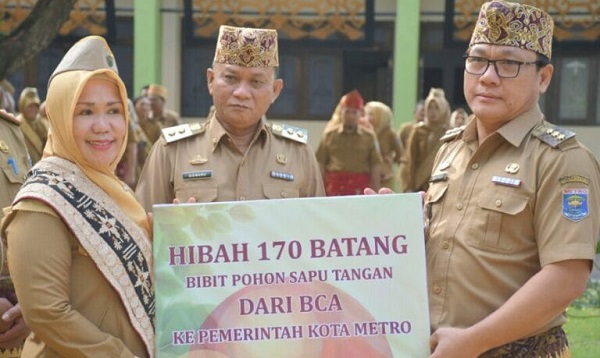 HIBAH 170 BATANG
BIBIT POHON SAPU TANGAN
DARI BCA
KE PEMERINTAH KOTA METRO